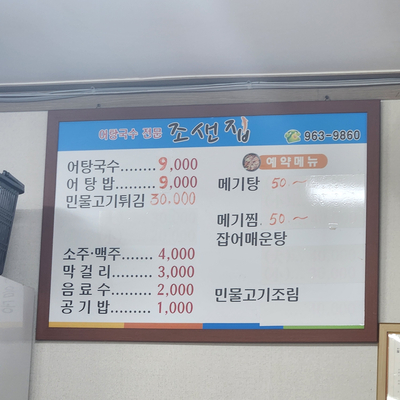 어탕국수 전문 조선집 963-9860
어탕국수........9,000
어탕밥.........9,000
민물고기튀김 30,000
소주·맥주....... 4,000
막걸리.......... 3,000
음료수.......... 2,000
공기밥.......... 1,000
예약메뉴
메기탕 50~
메기찜. 50~
잡어매운탕
민물고기조림